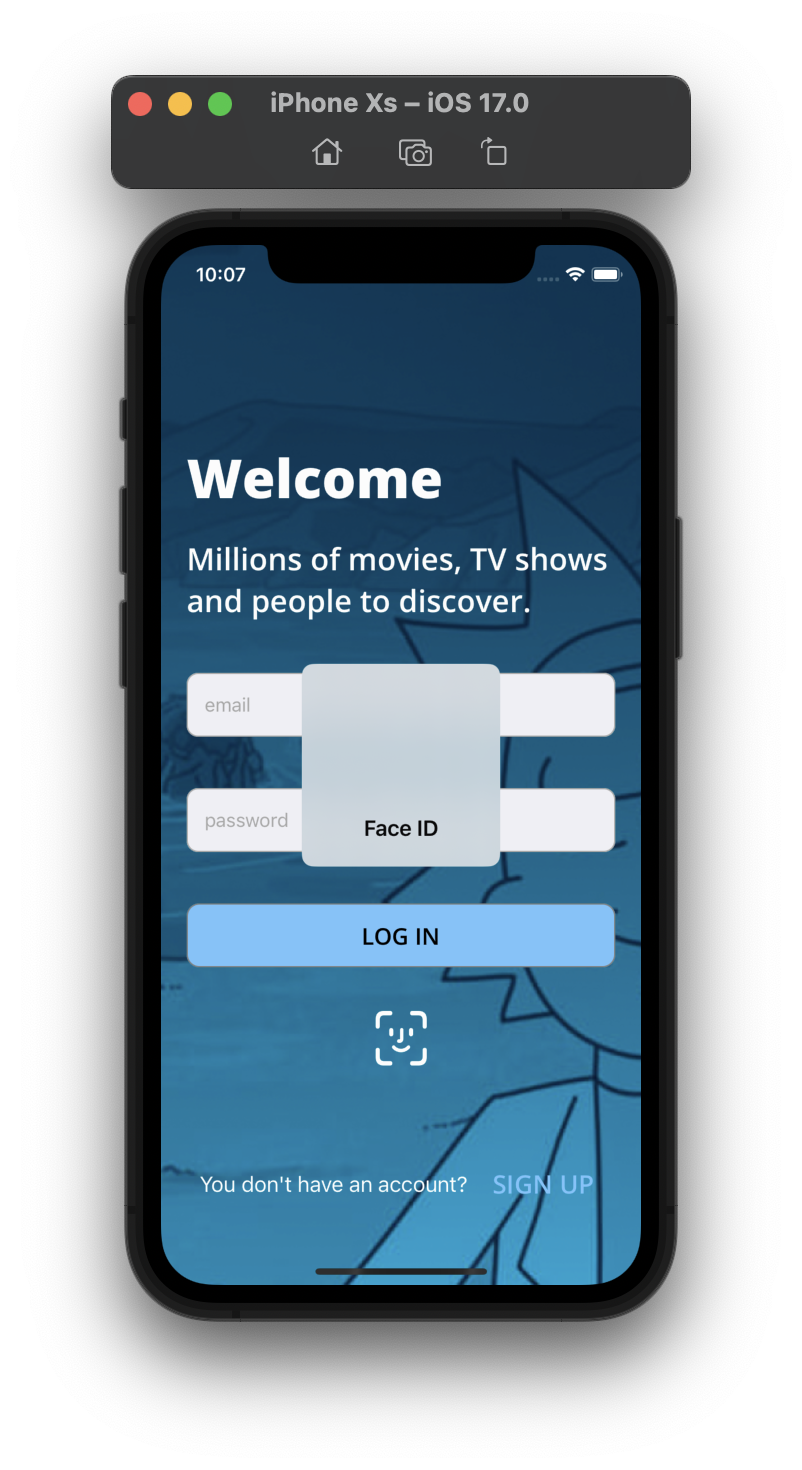 iPhone Xs – iOS 17.0
10:07
Welcome
Millions of movies, TV shows
and people to discover.
email
password
Face ID
LOG IN
You don't have an account? SIGN UP